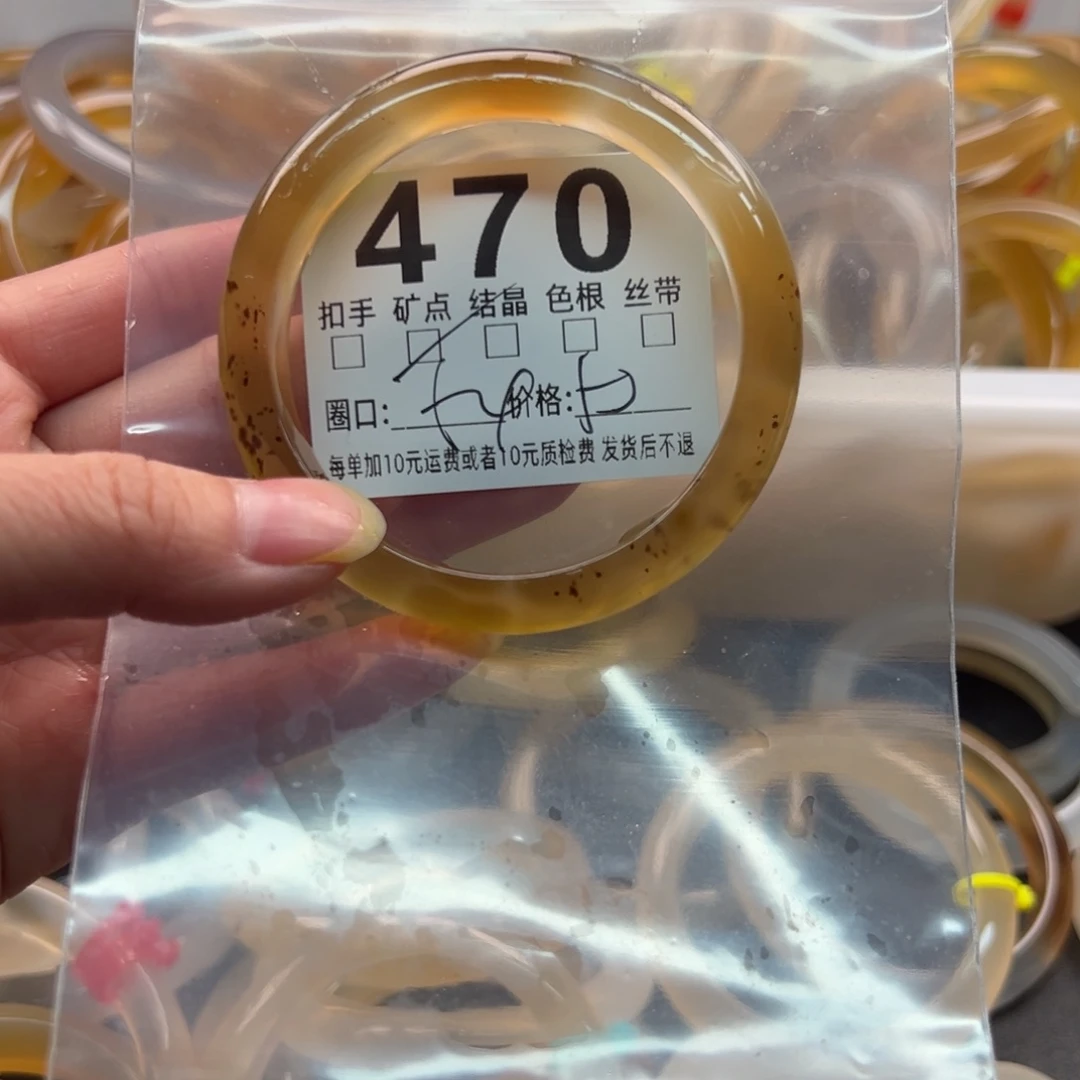 470
扣手 矿点 结晶 色根 丝带
圈口: 价格:
每单加10元运费或者10元质检费 发货后不退